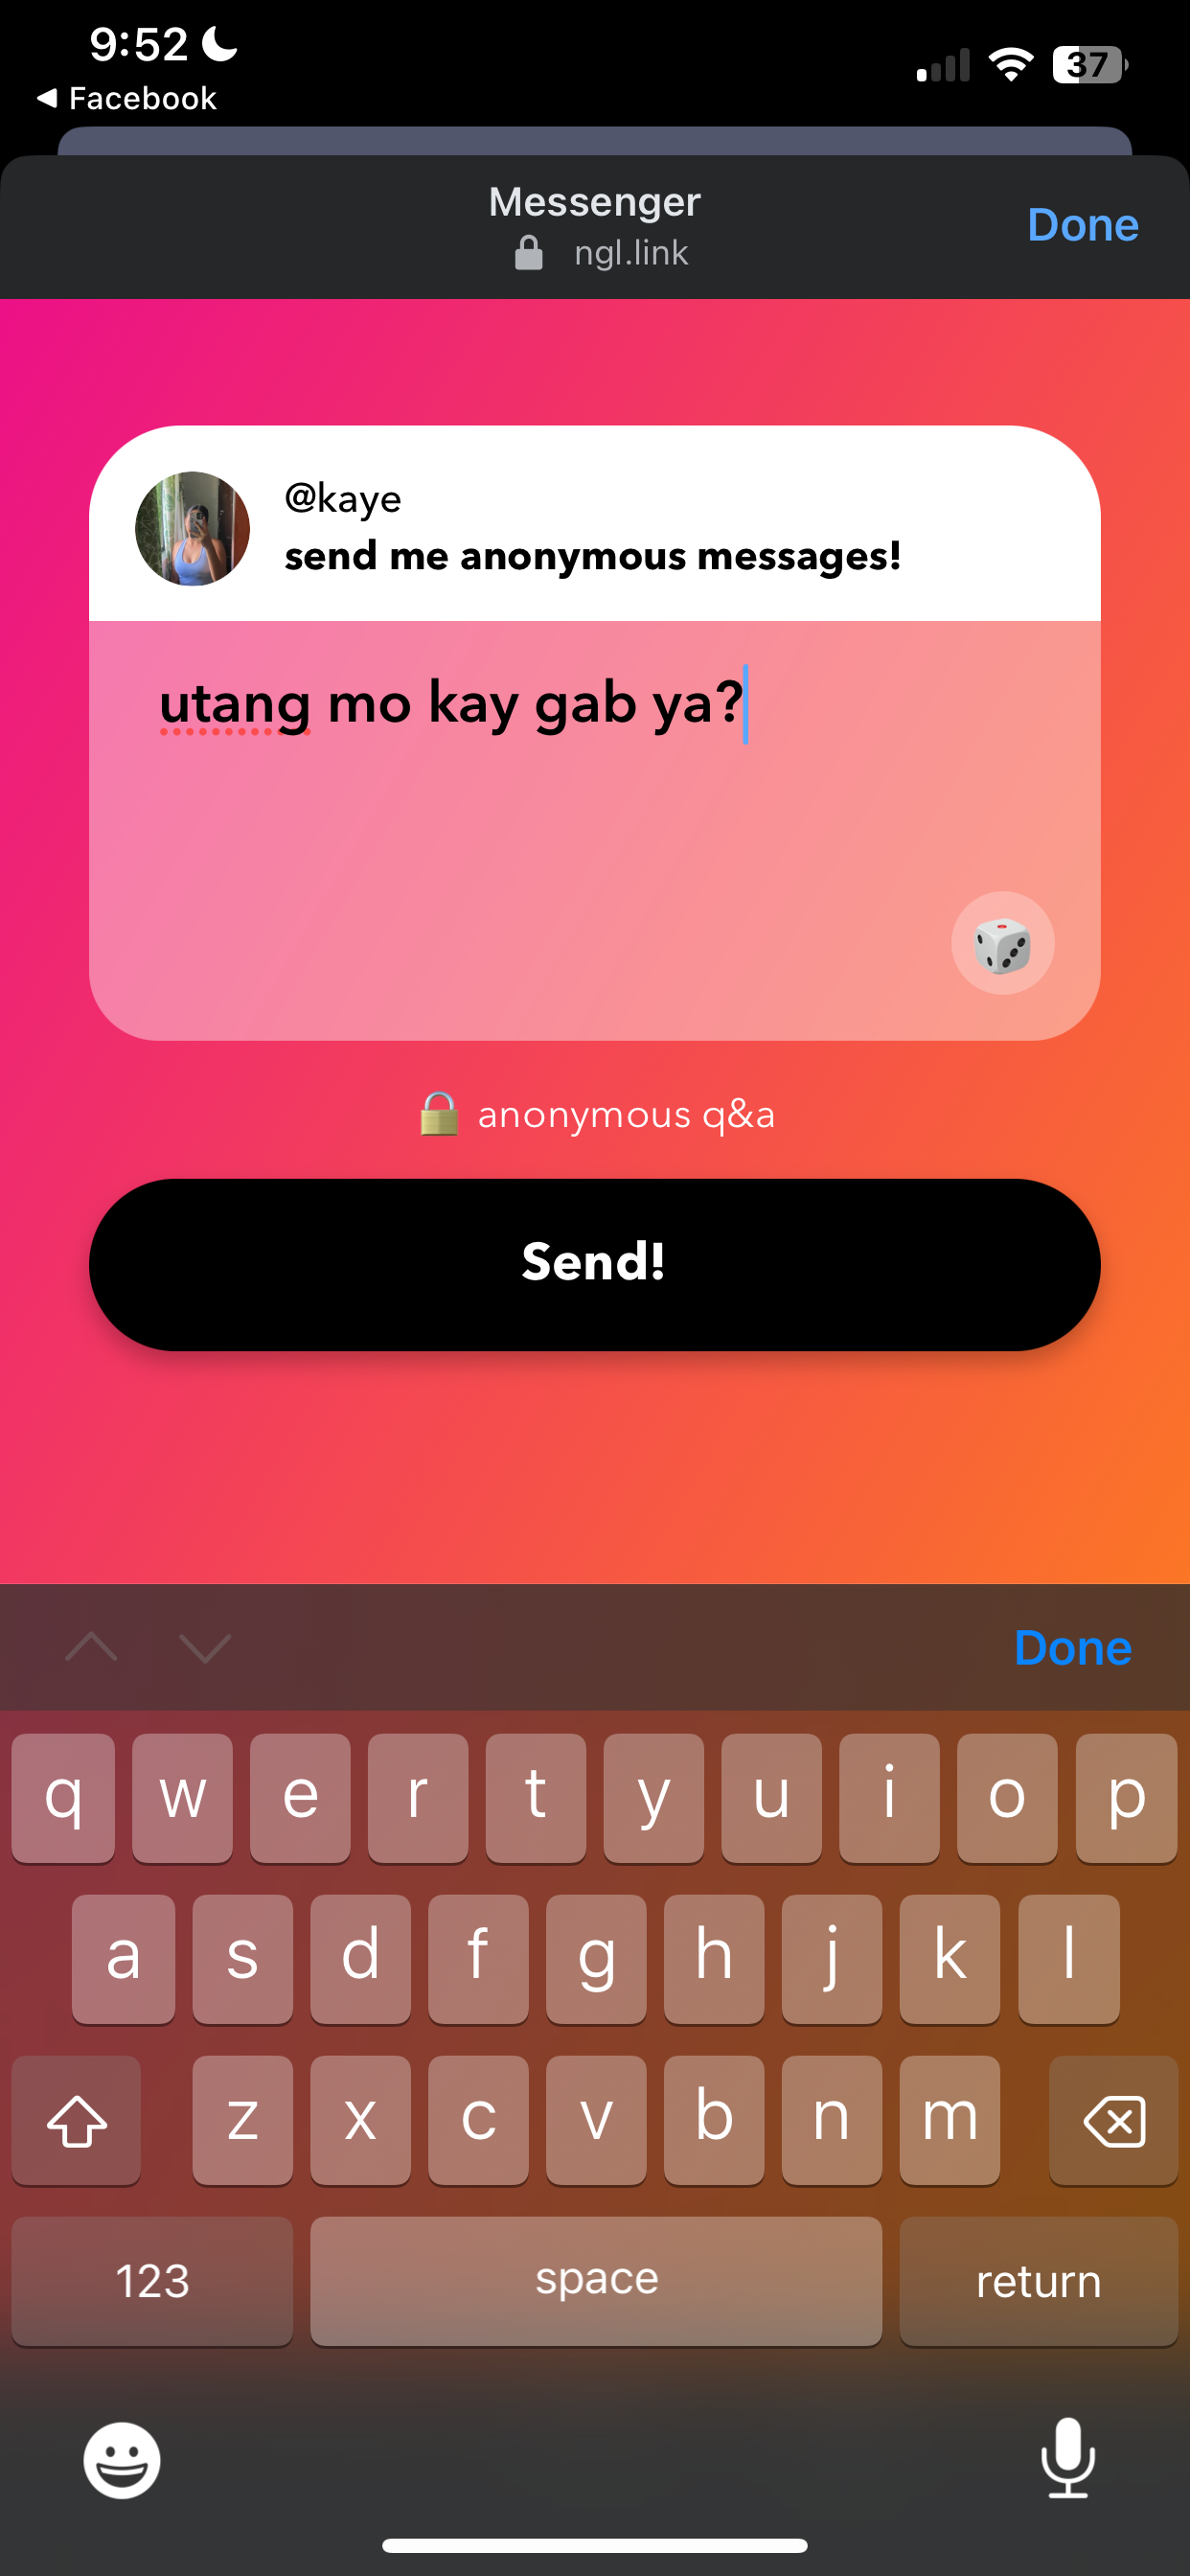 9:52
37
Facebook
Messenger
Done
ngl.link
@kaye
send me anonymous messages!
utang mo kay gab ya?
anonymous q&a
Send!
Done
q w e r t y u i o p
a s d f g h j k l
z x c v b n m
123 space return